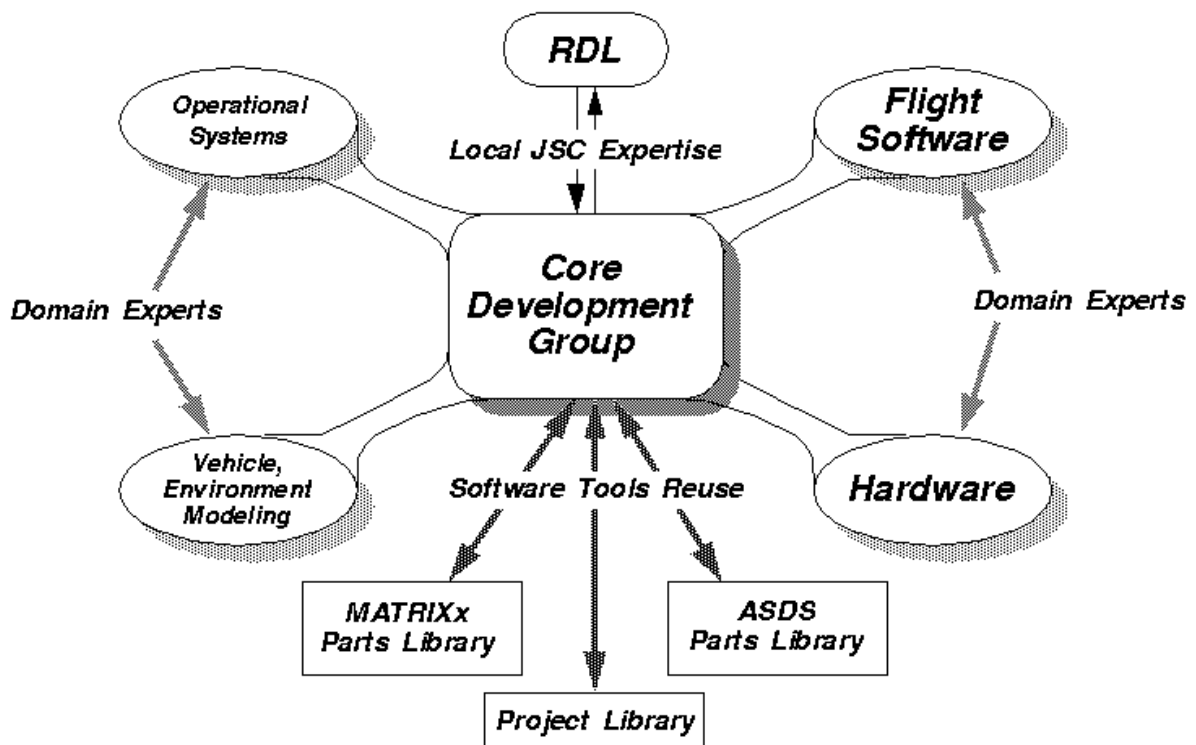 RDL
Operational
Systems
Flight
Software
Local JSC Expertise
Core
Development
Group
Domain Experts
Domain Experts
Vehicle,
Environment
Modeling
Software Tools Reuse
Hardware
MATRIXx
Parts Library
ASDS
Parts Library
Project Library